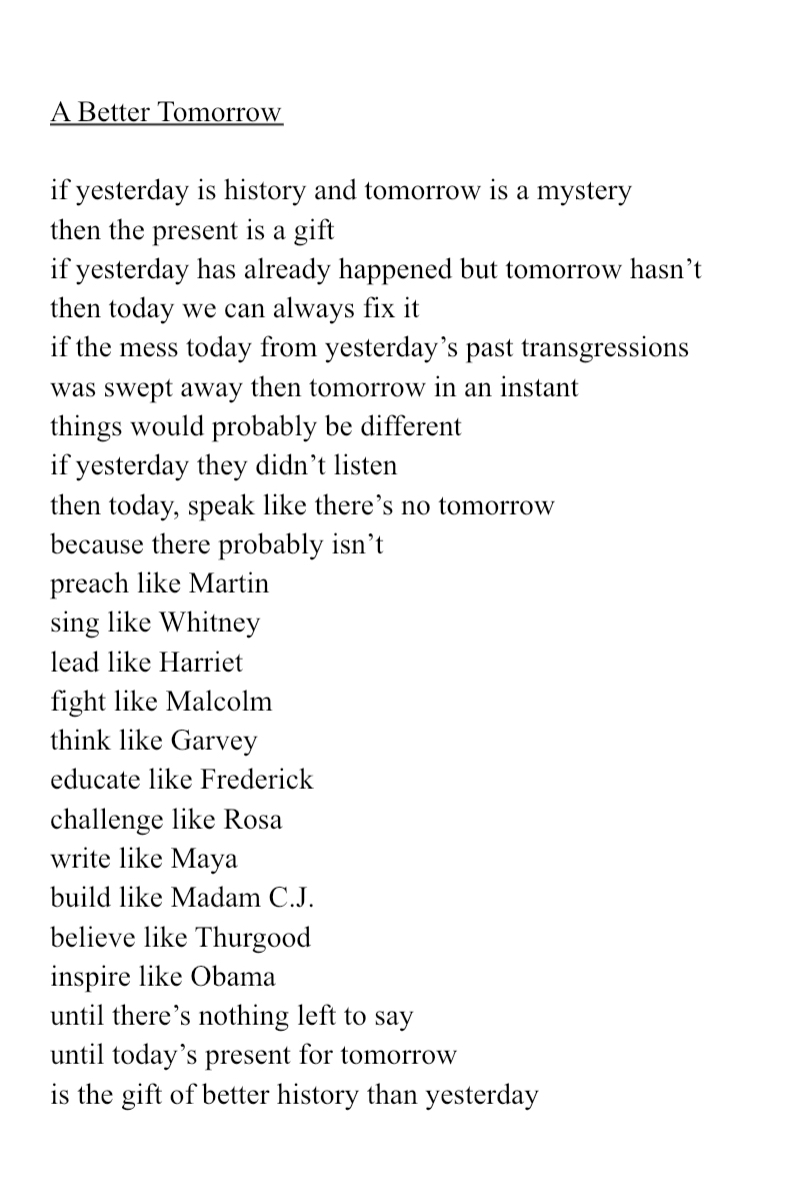 A Better Tomorrow
if yesterday is history and tomorrow is a mystery
then the present is a gift
if yesterday has already happened but tomorrow hasn’t
then today we can always fix it
if the mess today from yesterday’s past transgressions
was swept away then tomorrow in an instant
things would probably be different
if yesterday they didn’t listen
then today, speak like there’s no tomorrow
because there probably isn’t
preach like Martin
sing like Whitney
lead like Harriet
fight like Malcolm
think like Garvey
educate like Frederick
challenge like Rosa
write like Maya
build like Madam C.J.
believe like Thurgood
inspire like Obama
until there’s nothing left to say
until today’s present for tomorrow
is the gift of better history than yesterday